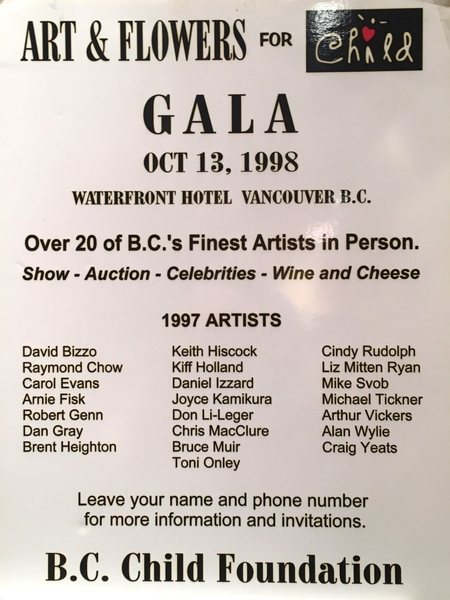 ART & FLOWERS FOR Child
GALA
OCT 13, 1998
WATERFRONT HOTEL VANCOUVER B.C.
Over 20 of B.C.'s Finest Artists in Person.
Show - Auction - Celebrities - Wine and Cheese
1997 ARTISTS
David Bizzo
Raymond Chow
Carol Evans
Arnie Fisk
Robert Genn
Dan Gray
Brent Heighton
Keith Hiscock
Kiff Holland
Daniel Izzard
Joyce Kamikura
Don Li-Leger
Chris MacClure
Bruce Muir
Toni Onley
Cindy Rudolph
Liz Mitten Ryan
Mike Svob
Michael Tickner
Arthur Vickers
Alan Wylie
Craig Yeats
Leave your name and phone number
for more information and invitations.
B.C. Child Foundation